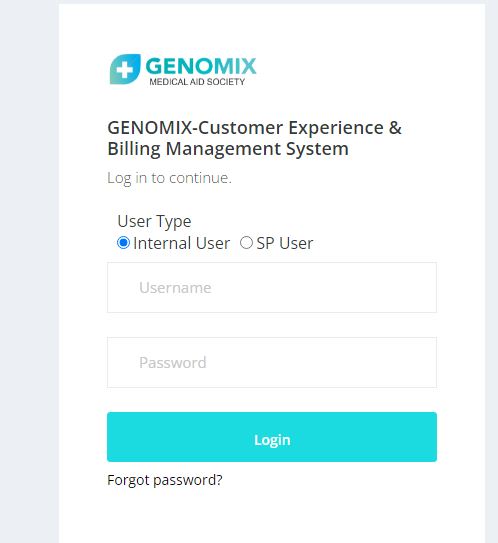 GENOMIX
MEDICAL AID SOCIETY
GENOMIX-Customer Experience &
Billing Management System
Log in to continue.
User Type
Internal User SP User
Username
Password
Login
Forgot password?